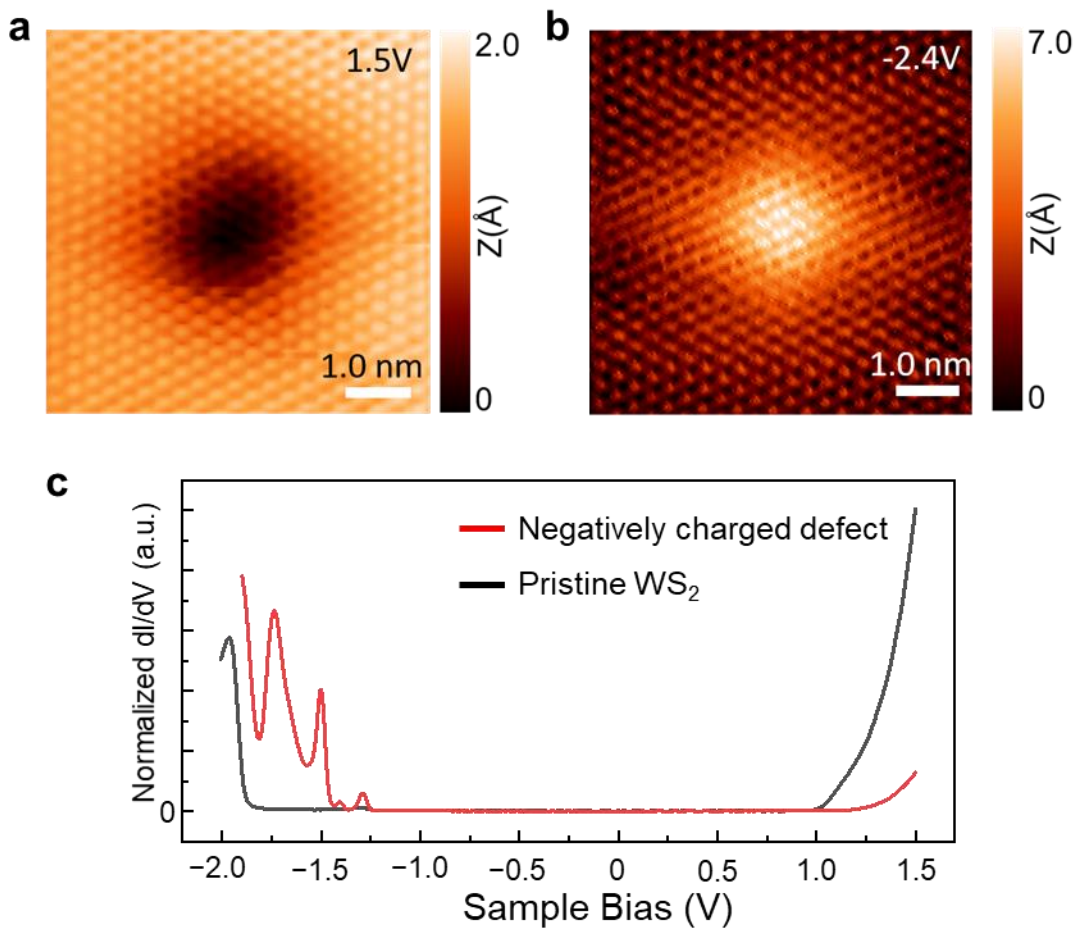 a
1.5V
2.0
Z(Å)
0
1.0 nm
b
-2.4V
7.0
Z(Å)
0
1.0 nm
c
Normalized dI/dV (a.u.)
0
Negatively charged defect
Pristine WS₂
−2.0 −1.5 −1.0 −0.5 0 0.5 1.0 1.5
Sample Bias (V)